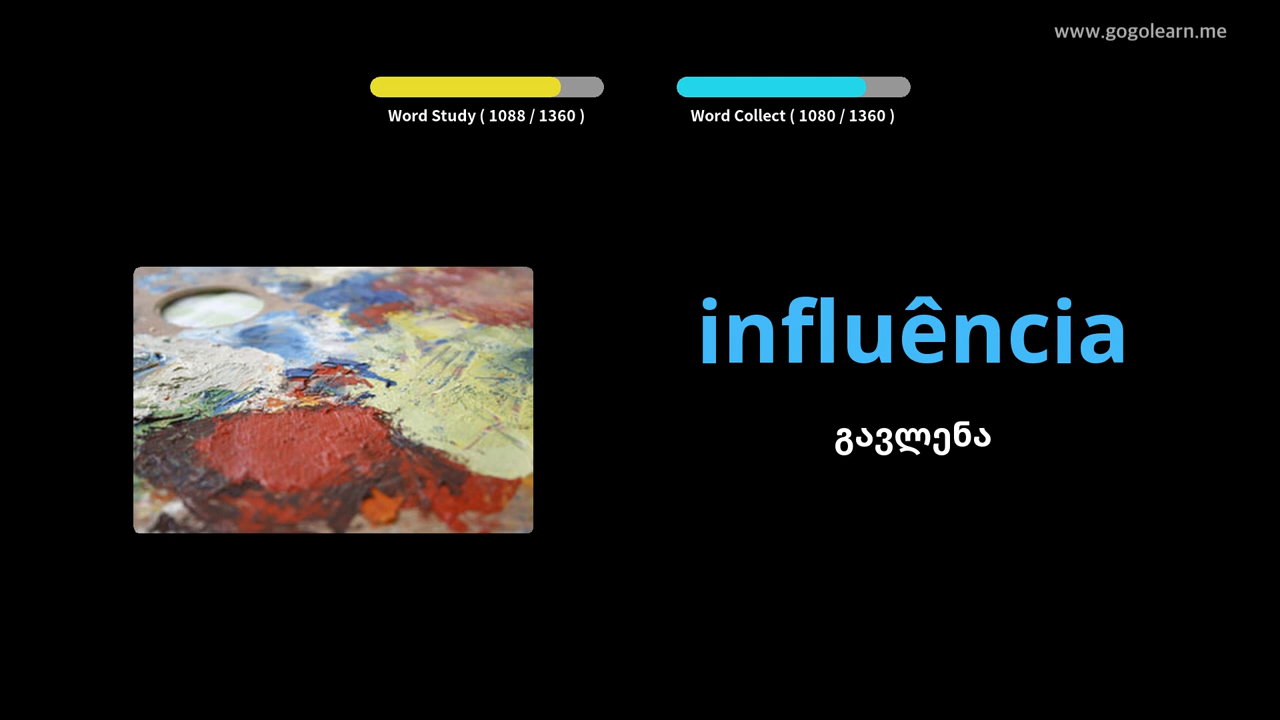 www.gogolearn.me
Word Study ( 1088 / 1360 )
Word Collect ( 1080 / 1360 )
influência
გავლენა